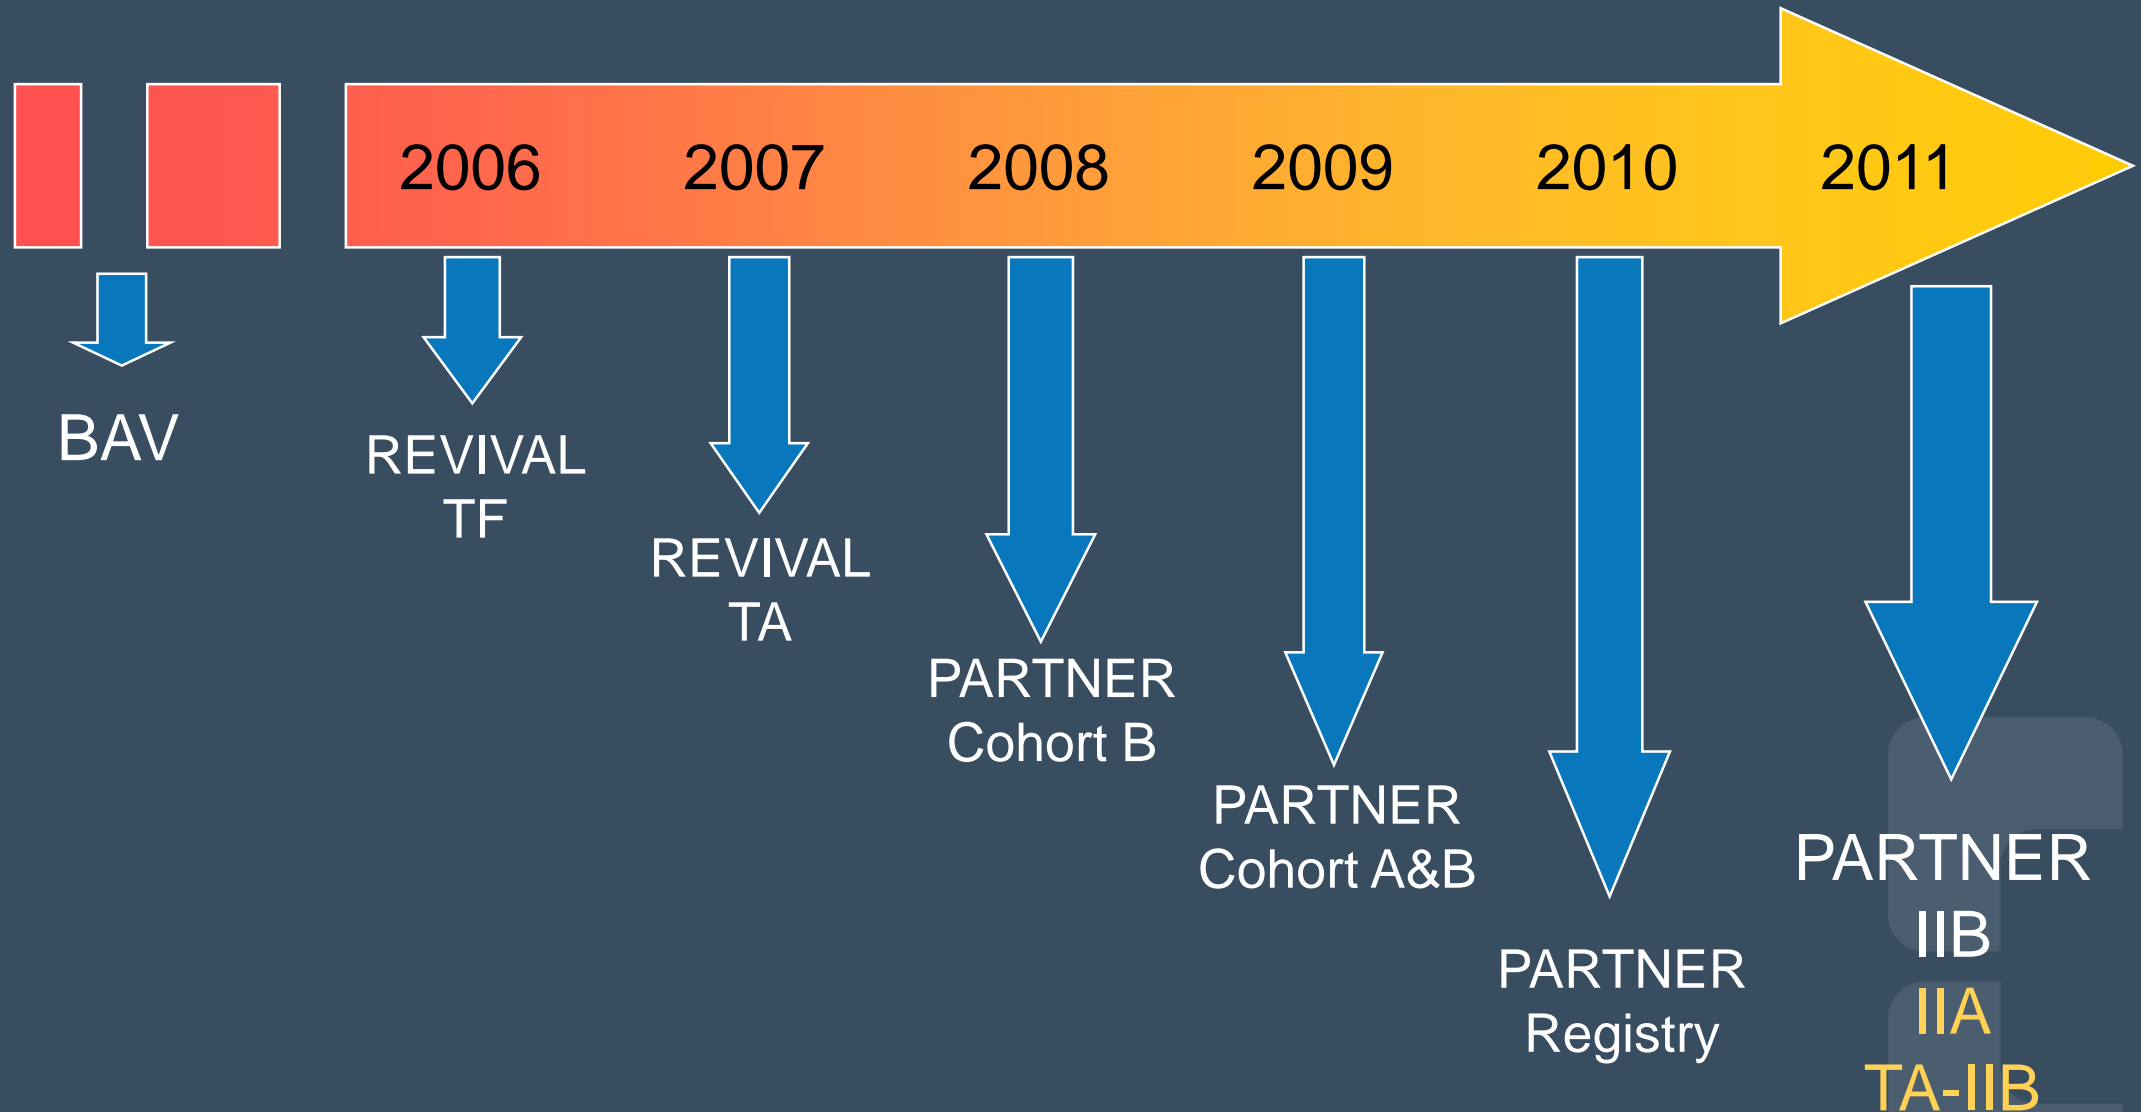 2006 2007 2008 2009 2010 2011
BAV
REVIVAL
TF
REVIVAL
TA
PARTNER
Cohort B
PARTNER
Cohort A&B
PARTNER
Registry
PARTNER
IIB
IIA
TA-IIB